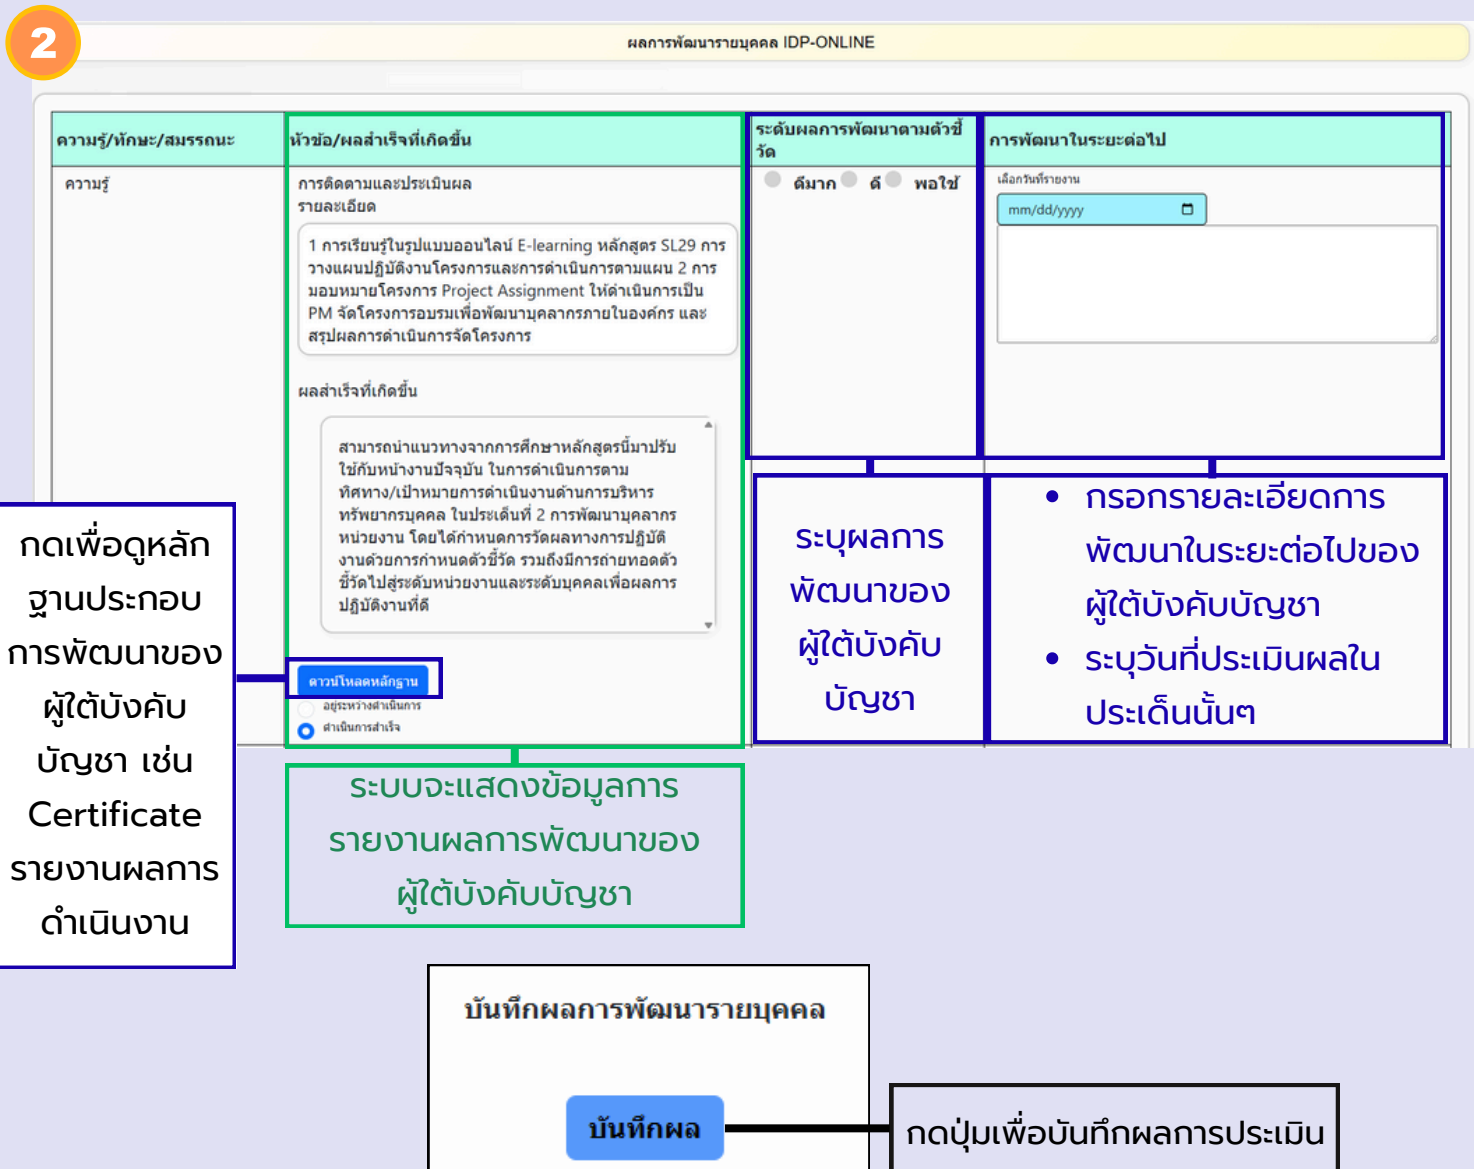 2
ผลการพัฒนารายบุคคล IDP-ONLINE
ความรู้/ทักษะ/สมรรถนะ
หัวข้อ/ผลสำเร็จที่เกิดขึ้น
ระดับผลการพัฒนาตามตัวชี้
วัด
การพัฒนาในระยะต่อไป
ความรู้
การติดตามและประเมินผล
รายละเอียด
1 การเรียนรู้ในรูปแบบออนไลน์ E-learning หลักสูตร SL29 การ
วางแผนปฏิบัติงานโครงการและการดำเนินการตามแผน 2 การ
มอบหมายโครงการ Project Assignment ให้ดำเนินการเป็น
PM จัดโครงการอบรมเพื่อพัฒนาบุคลากรภายในองค์กร และ
สรุปผลการดำเนินการจัดโครงการ
ผลสำเร็จที่เกิดขึ้น
สามารถนำแนวทางจากการศึกษาหลักสูตรนี้มาปรับ
ใช้กับหน้างานปัจจุบัน ในการดำเนินการตาม
ทิศทาง/เป้าหมายการดำเนินงานด้านการบริหาร
ทรัพยากรบุคคล ในประเด็นที่ 2 การพัฒนาบุคลากร
หน่วยงาน โดยได้กำหนดการวัดผลทางการปฏิบัติ
งานด้วยการกำหนดตัวชี้วัด รวมถึงมีการถ่ายทอดตัว
ชี้วัดไปสู่ระดับหน่วยงานและระดับบุคคลเพื่อผลการ
ปฏิบัติงานที่ดี
ดาวน์โหลดหลักฐาน
อยู่ระหว่างดำเนินการ
ดำเนินการสำเร็จ
ดีมาก ดี พอใช้
เลือกวันที่รายงาน
mm/dd/yyyy
กดเพื่อดูหลัก
ฐานประกอบ
การพัฒนาของ
ผู้ใต้บังคับ
บัญชา เช่น
Certificate
รายงานผลการ
ดำเนินงาน
ระบบจะแสดงข้อมูลการ
รายงานผลการพัฒนาของ
ผู้ใต้บังคับบัญชา
ระบุผลการ
พัฒนาของ
ผู้ใต้บังคับ
บัญชา
• กรอกรายละเอียดการ
พัฒนาในระยะต่อไปของ
ผู้ใต้บังคับบัญชา
• ระบุวันที่ประเมินผลใน
ประเด็นนั้นๆ
บันทึกผลการพัฒนารายบุคคล
บันทึกผล
กดปุ่มเพื่อบันทึกผลการประเมิน